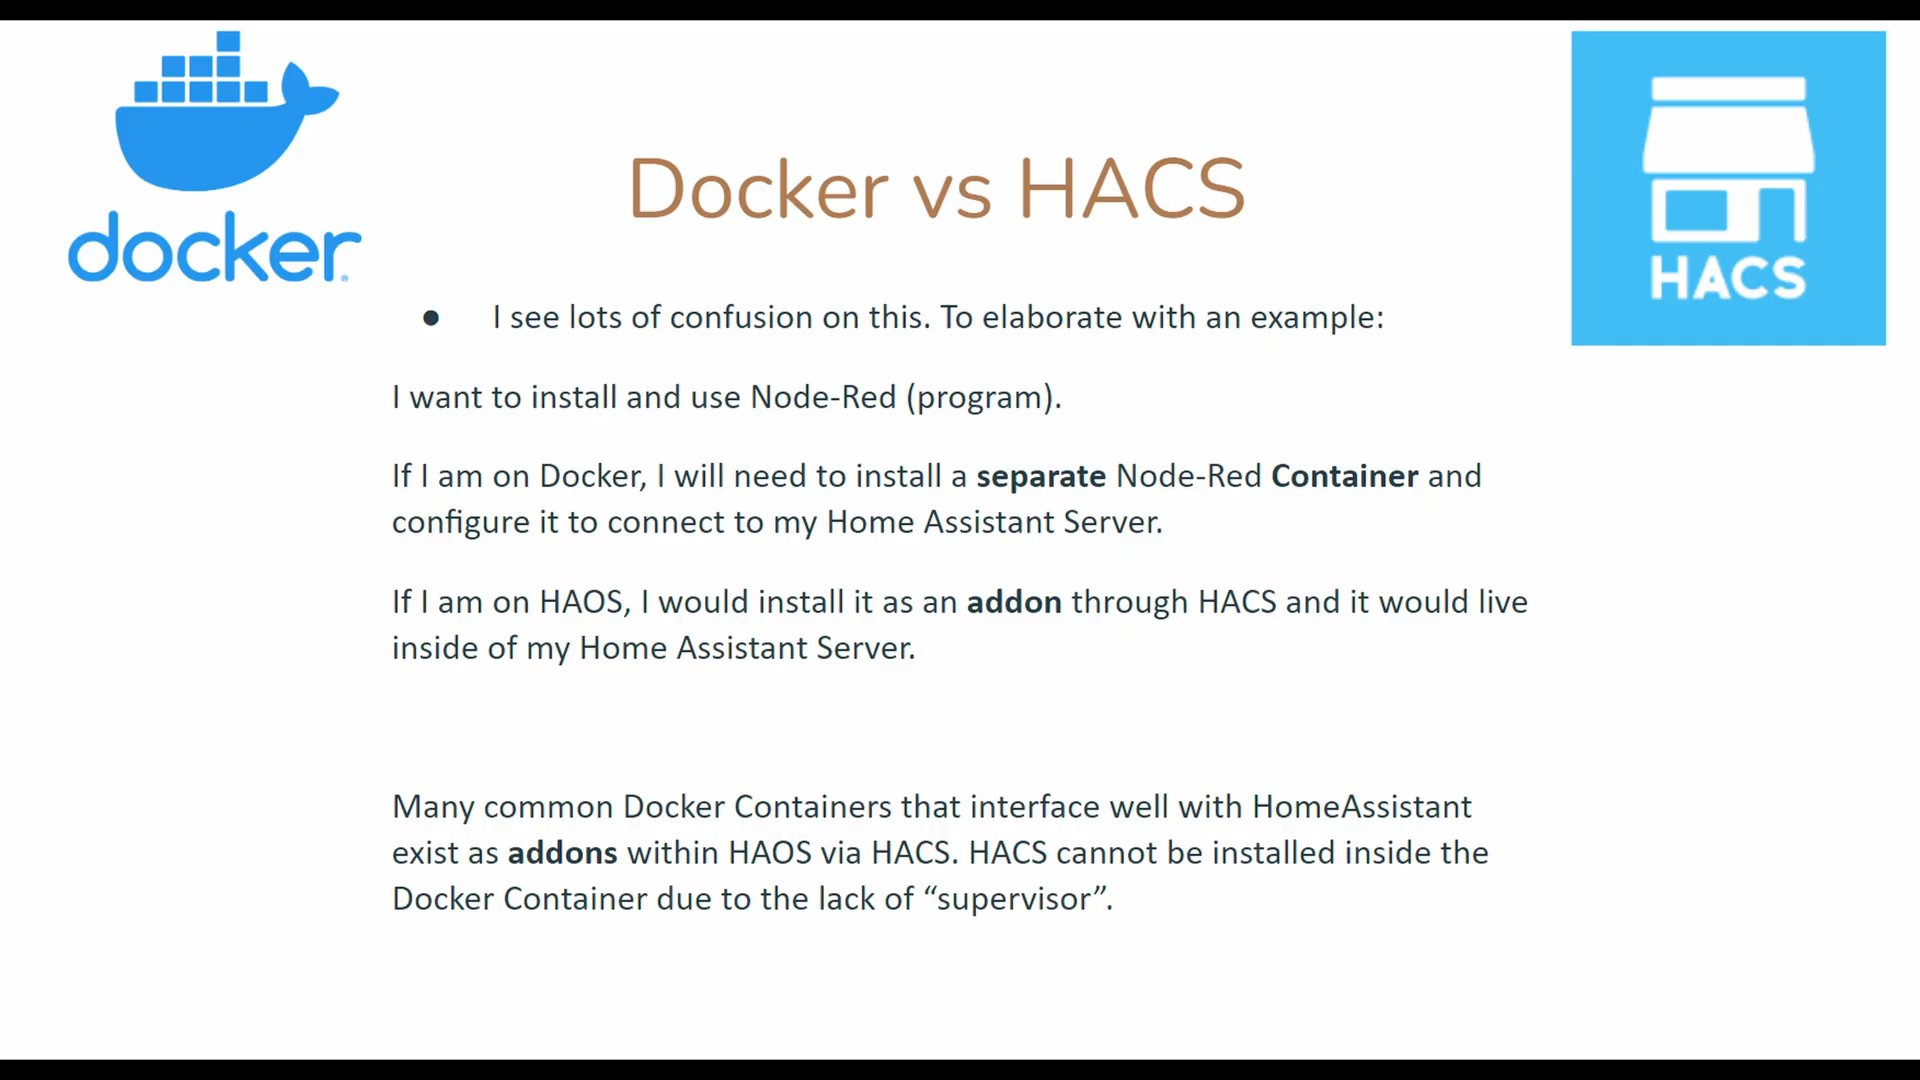 docker
HACS
Docker vs HACS
● I see lots of confusion on this. To elaborate with an example:
I want to install and use Node-Red (program).
If I am on Docker, I will need to install a separate Node-Red Container and
configure it to connect to my Home Assistant Server.
If I am on HAOS, I would install it as an addon through HACS and it would live
inside of my Home Assistant Server.
Many common Docker Containers that interface well with HomeAssistant
exist as addons within HAOS via HACS. HACS cannot be installed inside the
Docker Container due to the lack of “supervisor”.